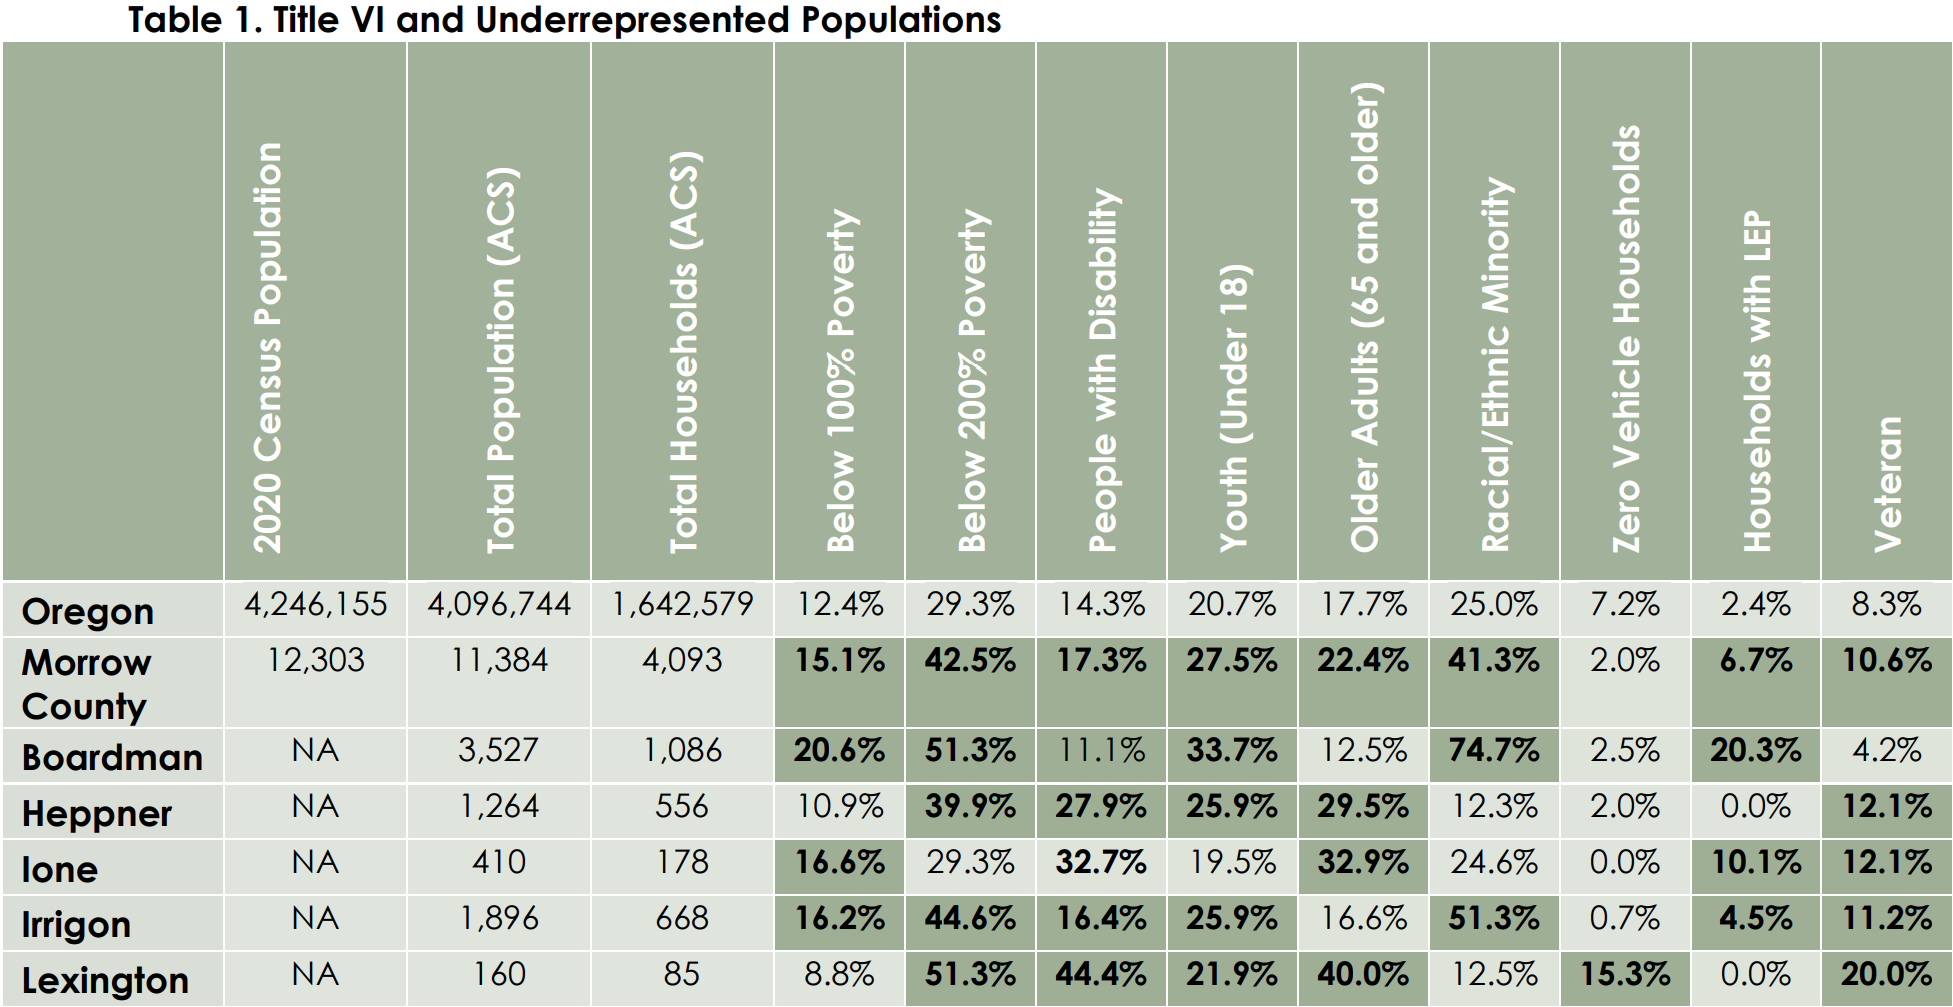 Table 1. Title VI and Underrepresented Populations
2020 Census Population
Total Population (ACS)
Total Households (ACS)
Below 100% Poverty
Below 200% Poverty
People with Disability
Youth (Under 18)
Older Adults (65 and older)
Racial/Ethnic Minority
Zero Vehicle Households
Households with LEP
Veteran
Oregon 4,246,155 4,096,744 1,642,579 12.4% 29.3% 14.3% 20.7% 17.7% 25.0% 7.2% 2.4% 8.3%
Morrow 12,303 11,384 4,093 15.1% 42.5% 17.3% 27.5% 22.4% 41.3% 2.0% 6.7% 10.6%
County
Boardman NA 3,527 1,086 20.6% 51.3% 11.1% 33.7% 12.5% 74.7% 2.5% 20.3% 4.2%
Heppner NA 1,264 556 10.9% 39.9% 27.9% 25.9% 29.5% 12.3% 2.0% 0.0% 12.1%
Ione NA 410 178 16.6% 29.3% 32.7% 19.5% 32.9% 24.6% 0.0% 10.1% 12.1%
Irrigon NA 1,896 668 16.2% 44.6% 16.4% 25.9% 16.6% 51.3% 0.7% 4.5% 11.2%
Lexington NA 160 85 8.8% 51.3% 44.4% 21.9% 40.0% 12.5% 15.3% 0.0% 20.0%